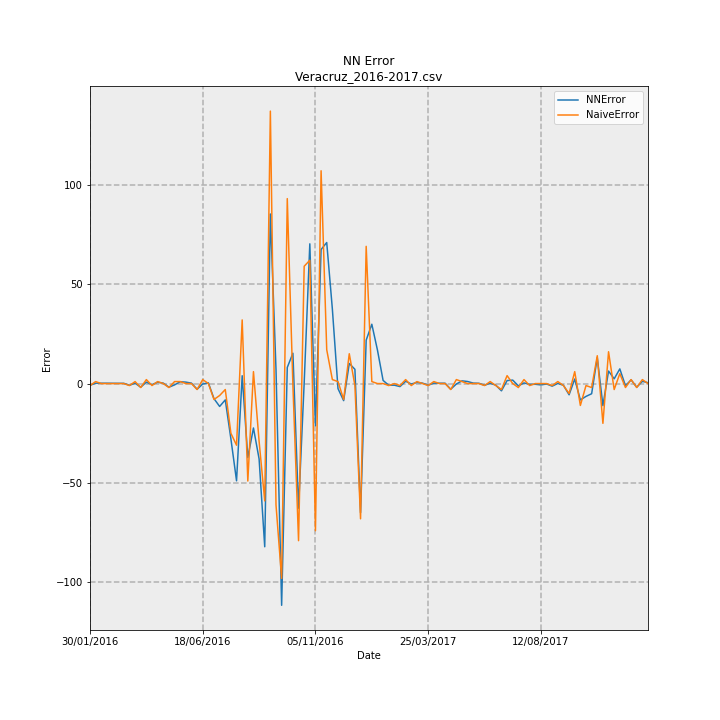 NN Error
Veracruz_2016-2017.csv
NNError
NaiveError
100
50
0
−50
−100
Error
30/01/2016 18/06/2016 05/11/2016 25/03/2017 12/08/2017
Date